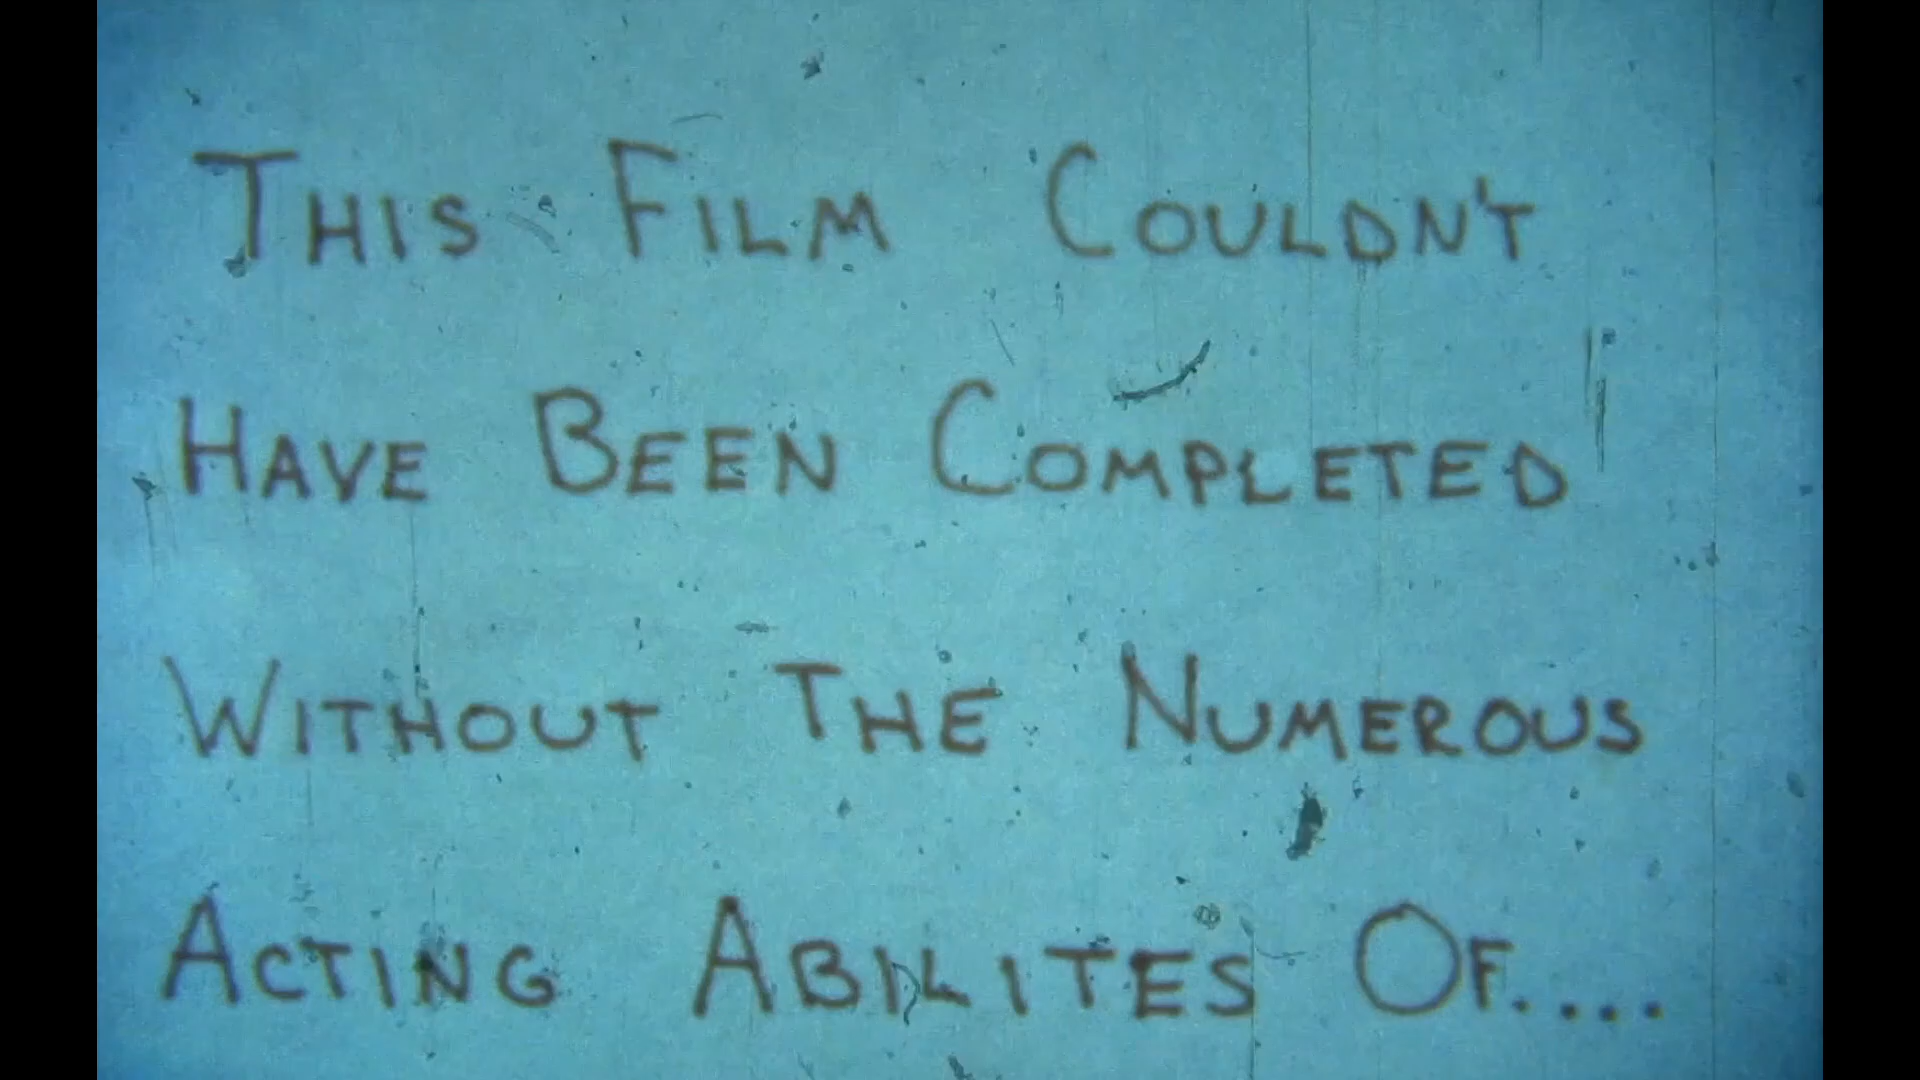 THIS FILM COULDN'T
HAVE BEEN COMPLETED
WITHOUT THE NUMEROUS
ACTING ABILITES OF....